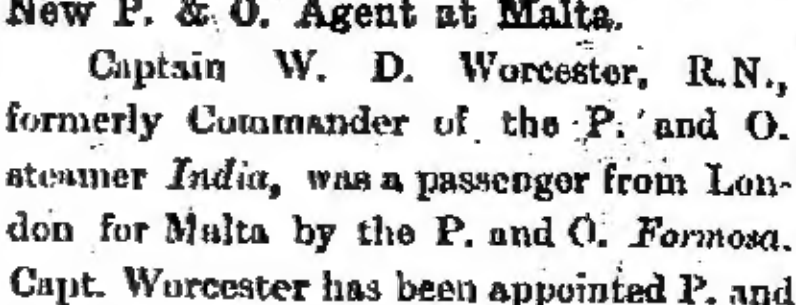 New P. & O. Agent at Malta.
Captain W. D. Worcester, R.N.,
formerly Commander of the P. and O.
steamer India, was a passenger from Lon-
don for Malta by the P. and O. Formosa.
Capt. Worcester has been appointed P. and